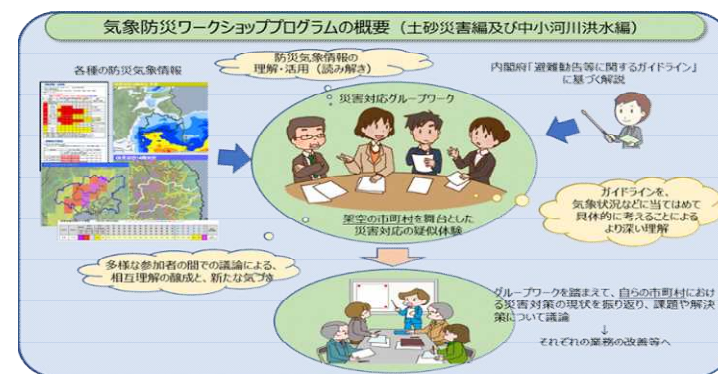 気象防災ワークショッププログラムの概要（土砂災害編及び中小河川洪水編）
各種の防災気象情報
防災気象情報の
理解・活用（読み解き）
内閣府「避難勧告等に関するガイドライン」
に基づく解説
災害対応グループワーク
架空の市町村を舞台とした
災害対応の疑似体験
ガイドラインを、
気象状況などに当てはめて
具体的に考えることによる
より深い理解
多様な参加者の間での議論による、
相互理解の醸成と、新たな気づき
グループワークを踏まえて、自らの市町村におけ
る災害対策の現状を振り返り、課題や解決
策について議論
↓
それぞれの業務の改善等へ